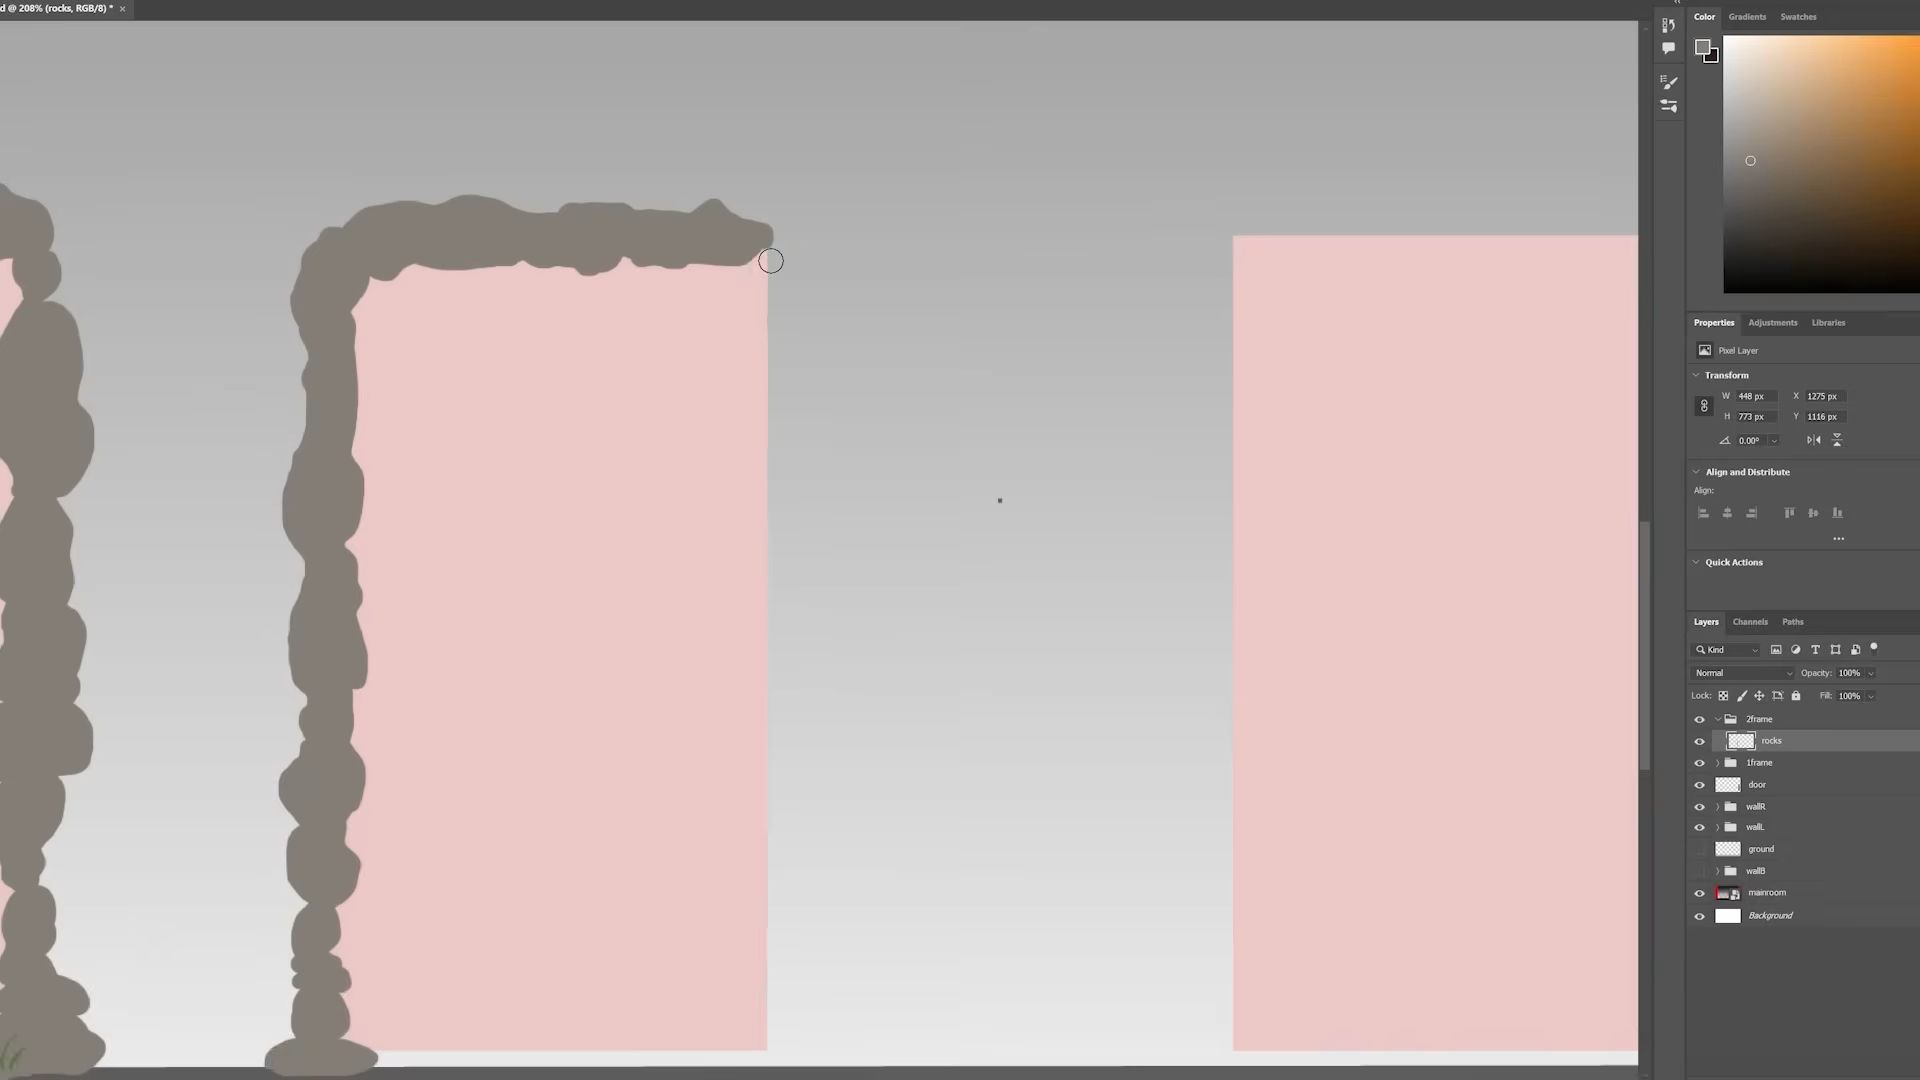 d @ 208% (rocks, RGB/8) *
Color Gradients Swatches
Properties Adjustments Libraries
Pixel Layer
Transform
W 448 px X 1275 px
H 773 px Y 1116 px
0.00°
Align and Distribute
Align:
Quick Actions
Layers Channels Paths
Kind
Normal Opacity: 100%
Lock: Fill: 100%
2frame
rocks
1frame
door
wallR
wallL
ground
wallB
mainroom
Background